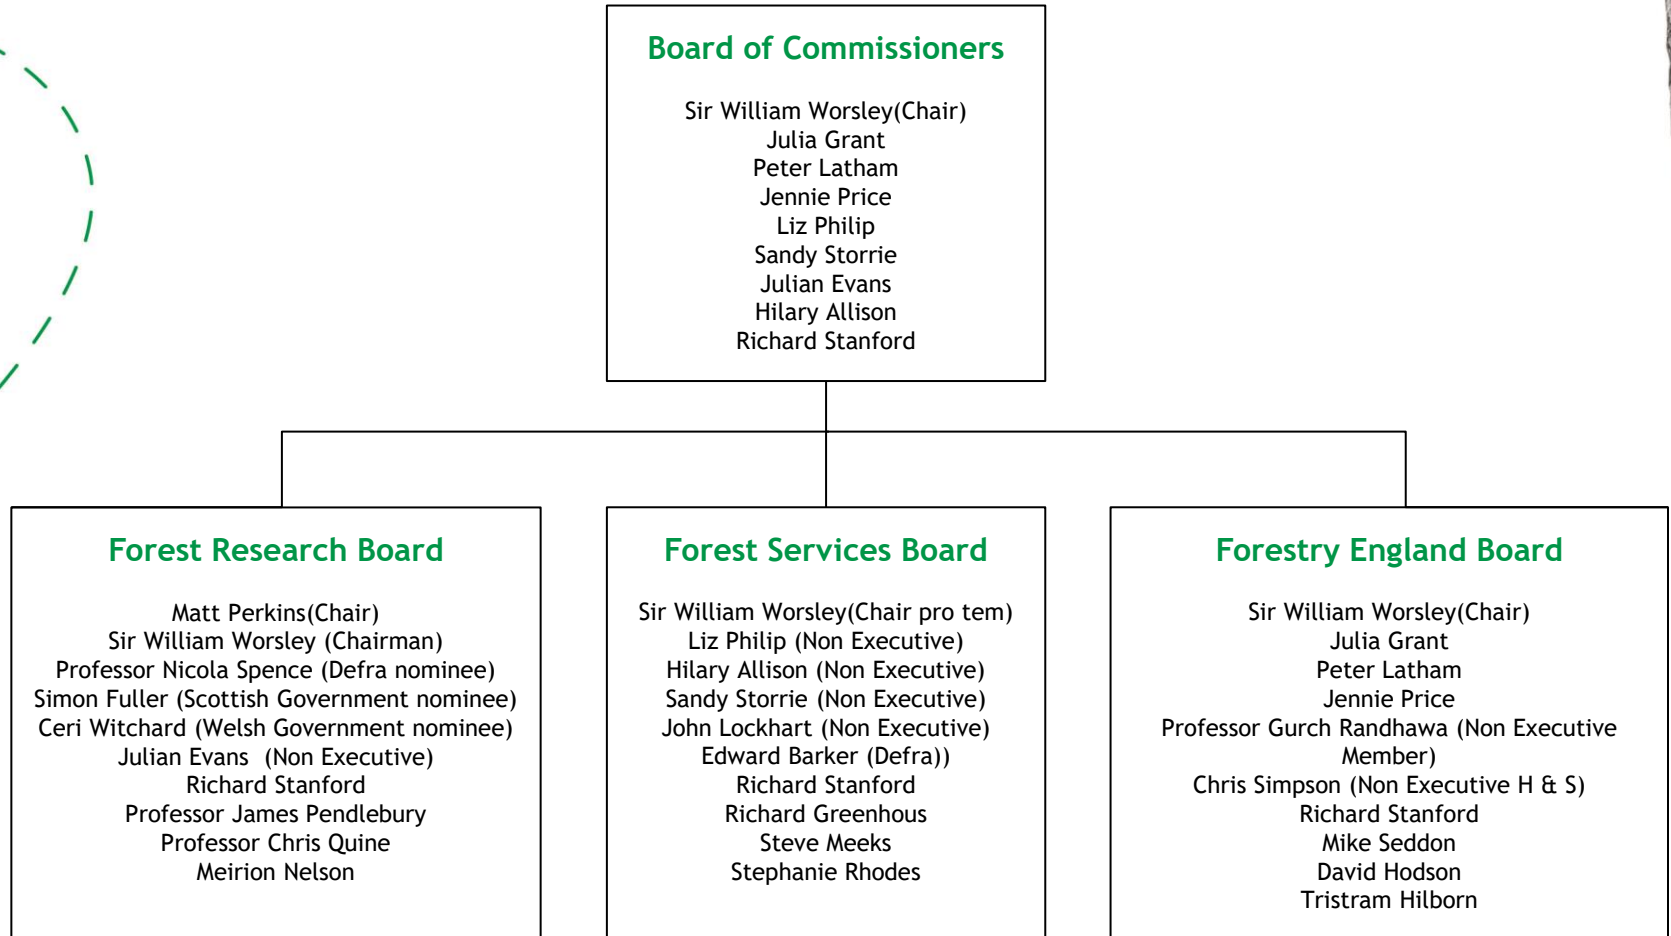 Board of Commissioners
Sir William Worsley(Chair)
Julia Grant
Peter Latham
Jennie Price
Liz Philip
Sandy Storrie
Julian Evans
Hilary Allison
Richard Stanford
Forest Research Board
Matt Perkins(Chair)
Sir William Worsley (Chairman)
Professor Nicola Spence (Defra nominee)
Simon Fuller (Scottish Government nominee)
Ceri Witchard (Welsh Government nominee)
Julian Evans  (Non Executive)
Richard Stanford
Professor James Pendlebury
Professor Chris Quine
Meirion Nelson
Forest Services Board
Sir William Worsley(Chair pro tem)
Liz Philip (Non Executive)
Hilary Allison (Non Executive)
Sandy Storrie (Non Executive)
John Lockhart (Non Executive)
Edward Barker (Defra))
Richard Stanford
Richard Greenhous
Steve Meeks
Stephanie Rhodes
Forestry England Board
Sir William Worsley(Chair)
Julia Grant
Peter Latham
Jennie Price
Professor Gurch Randhawa (Non Executive
Member)
Chris Simpson (Non Executive H & S)
Richard Stanford
Mike Seddon
David Hodson
Tristram Hilborn